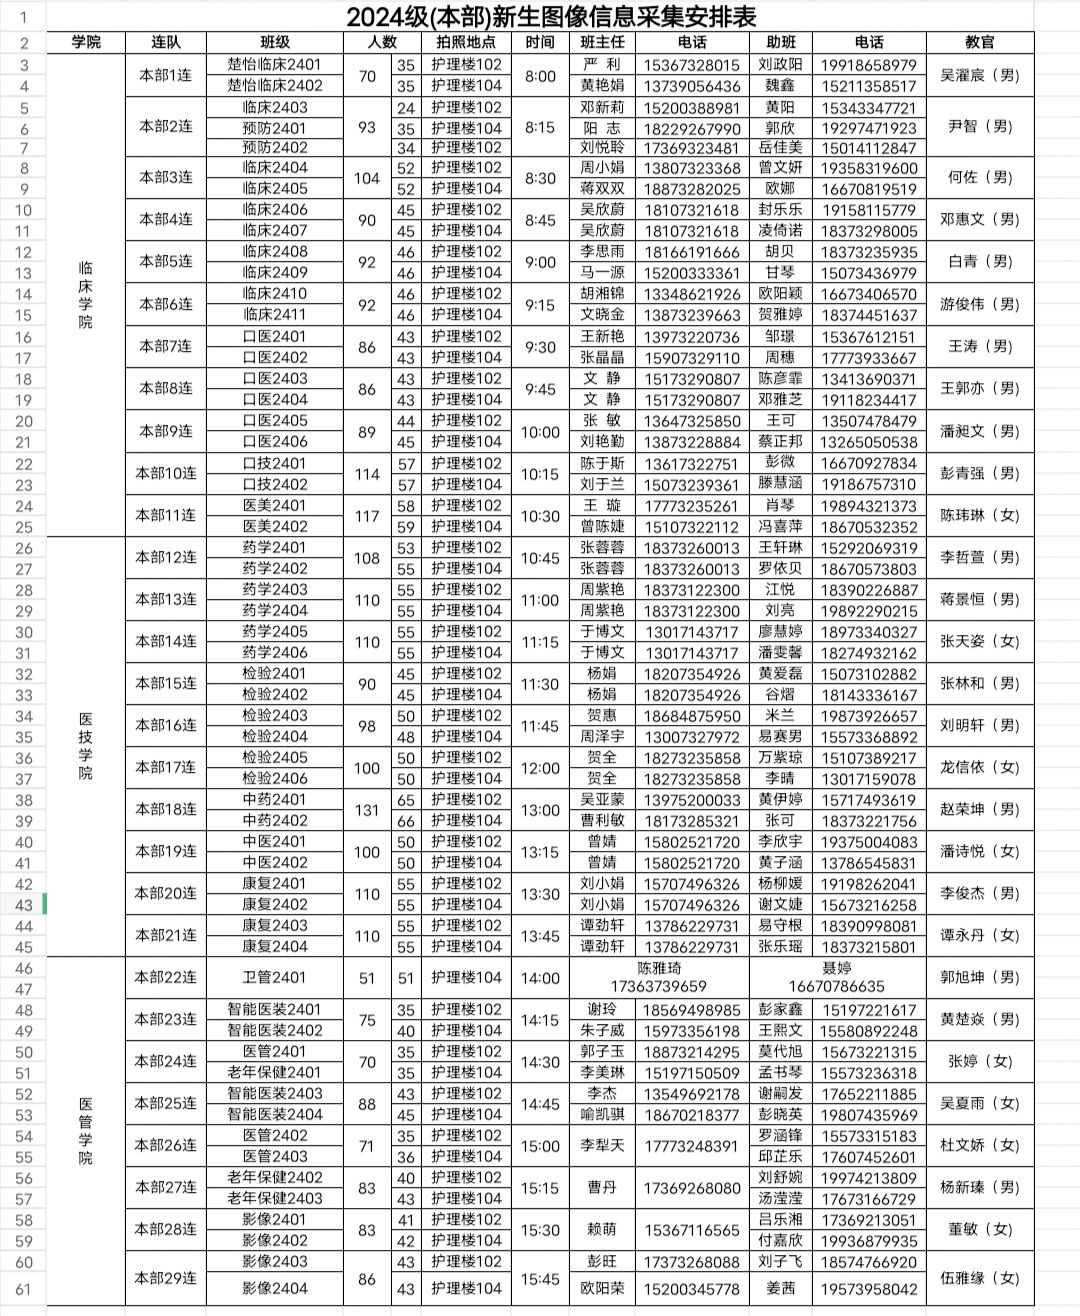 1 2024级(本部)新生图像信息采集安排表
2 学院 连队 班级 人数 拍照地点 时间 班主任 电话 助班 电话 教官
3 临床学院 本部1连 楚怡临床2401 70 35 护理楼102 8:00 严 利 15367328015 刘政阳 19918658979 吴濯宸（男)
4 楚怡临床2402 35 护理楼104 黄艳娟 13739056436 魏鑫 15211358517
5 本部2连 临床2403 93 24 护理楼102 8:15 邓新莉 15200388981 黄阳 15343347721 尹智（男)
6 预防2401 35 护理楼104 阳 志 18229267990 郭欣 19297471923
7 预防2402 34 护理楼102 刘悦聆 17369323481 岳佳美 15014112847
8 本部3连 临床2404 104 52 护理楼102 8:30 周小娟 13807323368 曾文妍 19358319600 何佐（男)
9 临床2405 52 护理楼104 蒋双双 18873282025 欧娜 16670819519
10 本部4连 临床2406 90 45 护理楼102 8:45 吴欣蔚 18107321618 封乐乐 19158115779 邓惠文（男)
11 临床2407 45 护理楼104 吴欣蔚 18107321618 凌倚诺 18373298005
12 本部5连 临床2408 92 46 护理楼102 9:00 李思雨 18166191666 胡贝 18373235935 白青（男)
13 临床2409 46 护理楼104 马一源 15200333361 甘琴 15073436979
14 本部6连 临床2410 92 46 护理楼102 9:15 胡湘锦 13348621926 欧阳颖 16673406570 游俊伟（男)
15 临床2411 46 护理楼104 文晓金 13873239663 贺雅婷 18374451637
16 本部7连 口医2401 86 43 护理楼102 9:30 王新艳 13973220736 邹璟 15367612151 王涛（男)
17 口医2402 43 护理楼104 张晶晶 15907329110 周穗 17773933667
18 本部8连 口医2403 86 43 护理楼102 9:45 文 静 15173290807 陈彦霏 13413690371 王郭亦（男)
19 口医2404 43 护理楼104 文 静 15173290807 邓雅芝 19118234417
20 本部9连 口医2405 89 44 护理楼102 10:00 张 敏 13647325850 王可 13507478479 潘昶文（男)
21 口医2406 45 护理楼104 刘艳勤 13873228884 蔡正邦 13265050538
22 本部10连 口技2401 114 57 护理楼102 10:15 陈于斯 13617322751 彭微 16670927834 彭青强（男)
23 口技2402 57 护理楼104 刘于兰 15073239361 滕慧涵 19186757310
24 本部11连 医美2401 117 58 护理楼102 10:30 王 璇 17773235261 肖琴 19894321373 陈玮琳（女)
25 医美2402 59 护理楼104 曾陈婕 15107322112 冯喜萍 18670532352
26 医技学院 本部12连 药学2401 108 53 护理楼102 10:45 张蓉蓉 18373260013 王轩琳 15292069319 李哲萱（男)
27 药学2402 55 护理楼104 张蓉蓉 18373260013 罗依贝 18670573803
28 本部13连 药学2403 110 55 护理楼102 11:00 周紫艳 18373122300 江悦 18390226887 蒋景恒（男)
29 药学2404 55 护理楼104 周紫艳 18373122300 刘亮 19892290215
30 本部14连 药学2405 110 55 护理楼102 11:15 于博文 13017143717 廖慧婷 18973340327 张天姿（女)
31 药学2406 55 护理楼104 于博文 13017143717 潘雯馨 18274932162
32 本部15连 检验2401 90 45 护理楼102 11:30 杨娟 18207354926 黄爱磊 15073102882 张林和（男)
33 检验2402 45 护理楼104 杨娟 18207354926 谷熠 18143336167
34 本部16连 检验2403 98 50 护理楼102 11:45 贺惠 18684875950 米兰 19873926657 刘明轩（男)
35 检验2404 48 护理楼104 周泽宇 13007327972 易赛男 15573368892
36 本部17连 检验2405 100 50 护理楼102 12:00 贺全 18273235858 万紫琼 15107389217 龙信依（女)
37 检验2406 50 护理楼104 贺全 18273235858 李晴 13017159078
38 本部18连 中药2401 131 65 护理楼102 13:00 吴亚蒙 13975200033 黄伊婷 15717493619 赵荣坤（男)
39 中药2402 66 护理楼104 曹利敏 18173285321 张可 18373221756
40 本部19连 中医2401 100 50 护理楼102 13:15 曾婧 15802521720 李欣宇 19375004083 潘诗悦（女)
41 中医2402 50 护理楼104 曾婧 15802521720 黄子涵 13786545831
42 本部20连 康复2401 110 55 护理楼102 13:30 刘小娟 15707496326 杨柳媛 19198262041 李俊杰（男)
43 康复2402 55 护理楼104 刘小娟 15707496326 谢文婕 15673216258
44 本部21连 康复2403 110 55 护理楼102 13:45 谭劲轩 13786229731 易守根 18390998081 谭永丹（女)
45 康复2404 55 护理楼104 谭劲轩 13786229731 张乐瑶 18373215801
46 医管学院 本部22连 卫管2401 51 51 护理楼104 14:00 陈雅琦 聂婷 郭旭坤（男)
47 17363739659 16670786635
48 本部23连 智能医装2401 75 35 护理楼102 14:15 谢玲 18569498985 彭家鑫 15197221617 黄楚焱（男)
49 智能医装2402 40 护理楼104 朱子威 15973356198 王熙文 15580892248
50 本部24连 医管2401 70 35 护理楼102 14:30 郭子玉 18873214295 莫代旭 15673221315 张婷（女)
51 老年保健2401 35 护理楼104 李美琳 15197150509 孟书琴 15573236318
52 本部25连 智能医装2403 88 43 护理楼102 14:45 李杰 13549692178 谢嗣发 17652211885 吴夏雨（女)
53 智能医装2404 45 护理楼104 喻凯骐 18670218377 彭晓英 19807435969
54 本部26连 医管2402 71 35 护理楼102 15:00 李犁天 17773248391 罗涵锋 15573315183 杜文娇（女)
55 医管2403 36 护理楼104 邱芷乐 17607452601
56 本部27连 老年保健2402 83 40 护理楼102 15:15 曹丹 17369268080 刘舒婉 19974213809 杨新瑧（男)
57 老年保健2403 43 护理楼104 汤滢滢 17673166729
58 本部28连 影像2401 83 41 护理楼102 15:30 赖萌 15367116565 吕乐湘 17369213051 董敏（女)
59 影像2402 42 护理楼104 付嘉欣 19936879935
60 本部29连 影像2403 86 43 护理楼102 15:45 彭旺 17373268088 刘子飞 18574766920 伍雅缘（女)
61 影像2404 43 护理楼104 欧阳荣 15200345778 姜茜 19573958042